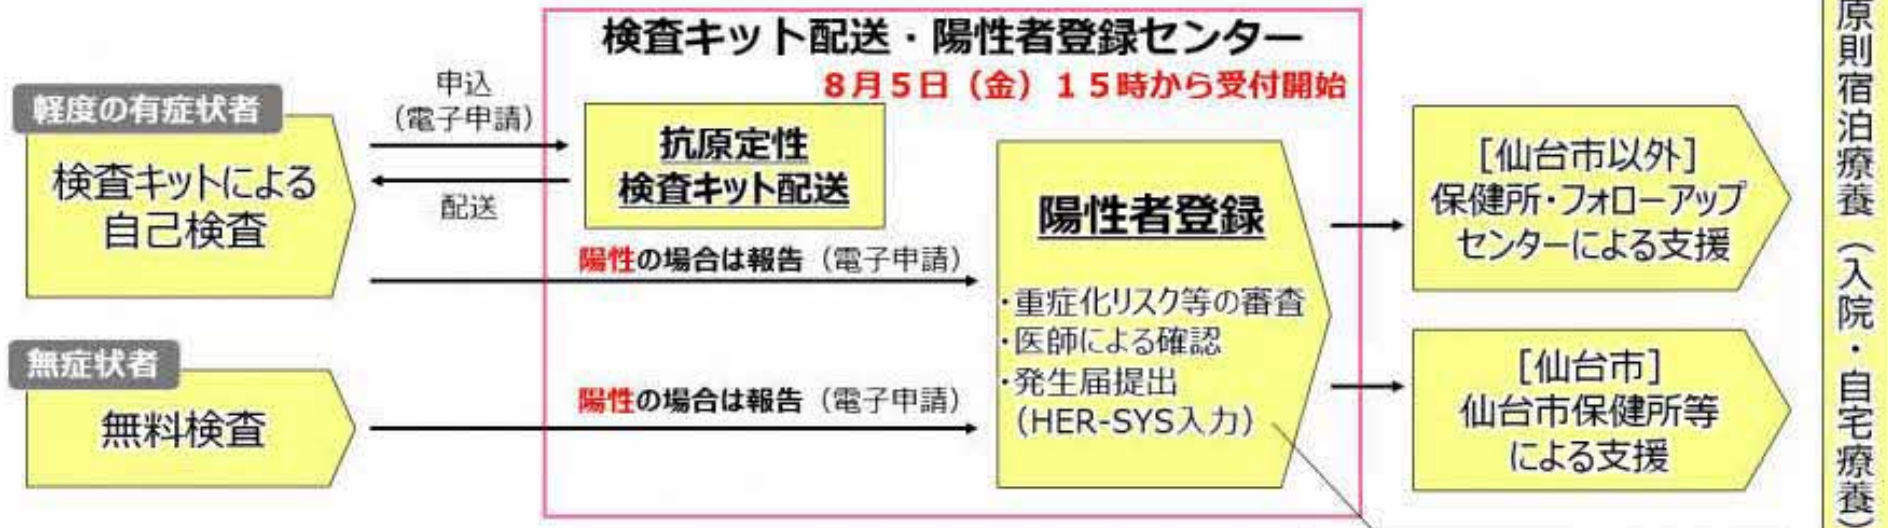 検査キット配送・陽性者登録センター
8月5日（金）15時から受付開始
軽度の有症状者
検査キットによる
自己検査
申込
（電子申請）
配送
抗原定性
検査キット配送
陽性の場合は報告（電子申請）
無症状者
無料検査
陽性の場合は報告（電子申請）
陽性者登録
・重症化リスク等の審査
・医師による確認
・発生届提出
（HER-SYS入力）
［仙台市以外］
保健所・フォローアップ
センターによる支援
［仙台市］
仙台市保健所等
による支援
原則宿泊療養（入院・自宅療養）